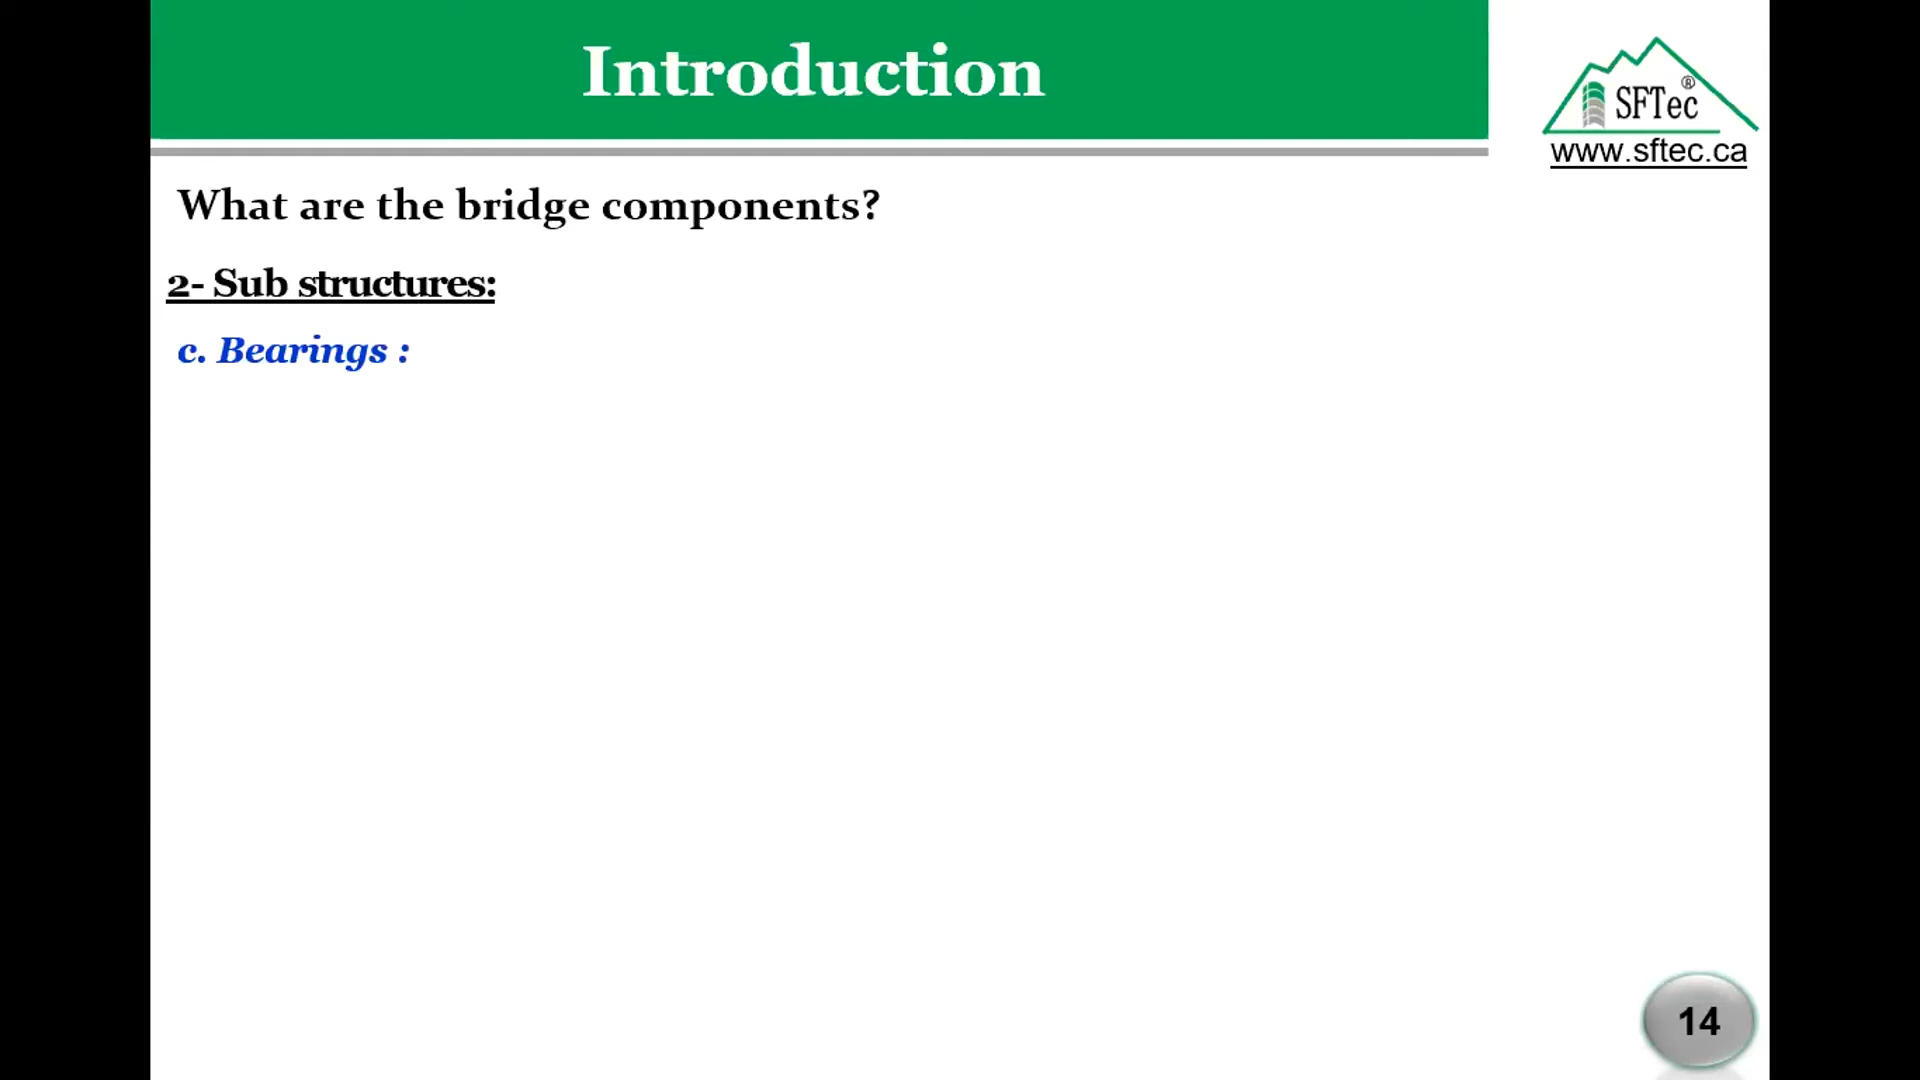 Introduction
SFTec®
www.sftec.ca
What are the bridge components?
2- Sub structures:
c. Bearings :
14